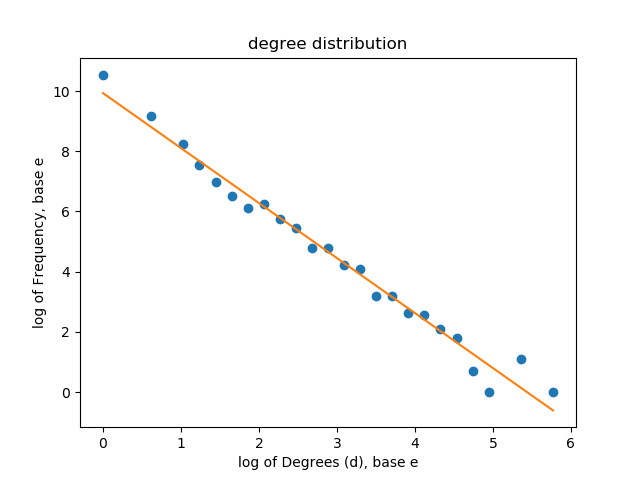 degree distribution
10
8
6
4
2
0
log of Frequency, base e
0 1 2 3 4 5 6
log of Degrees (d), base e